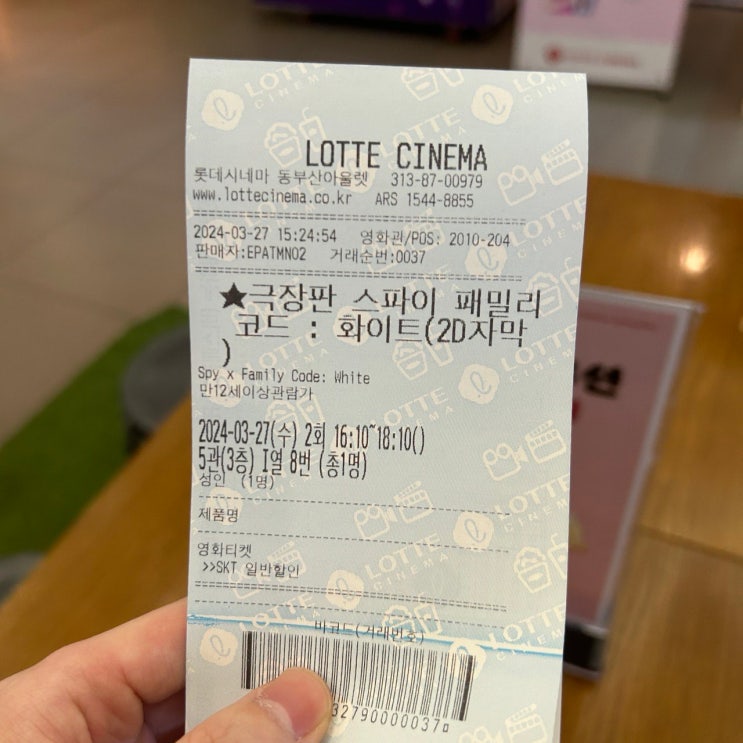 LOTTE CINEMA
롯데시네마 동부산아울렛 313-87-00979
www.lottecinema.co.kr ARS 1544-8855
2024-03-27 15:24:54 영화관/POS: 2010-204
판매자:EPATMN02 거래순번:0037
★극장판 스파이 패밀리
코드 : 화이트(2D자막
)
Spy x Family Code: White
만12세이상관람가
2024-03-27(수) 2회 16:10~18:10()
5관(3층) I열 8번 (총1명)
성인 (1명)
제품명
영화티켓
>>SKT 일반할인
바코드(거래번호)
32790000037¤